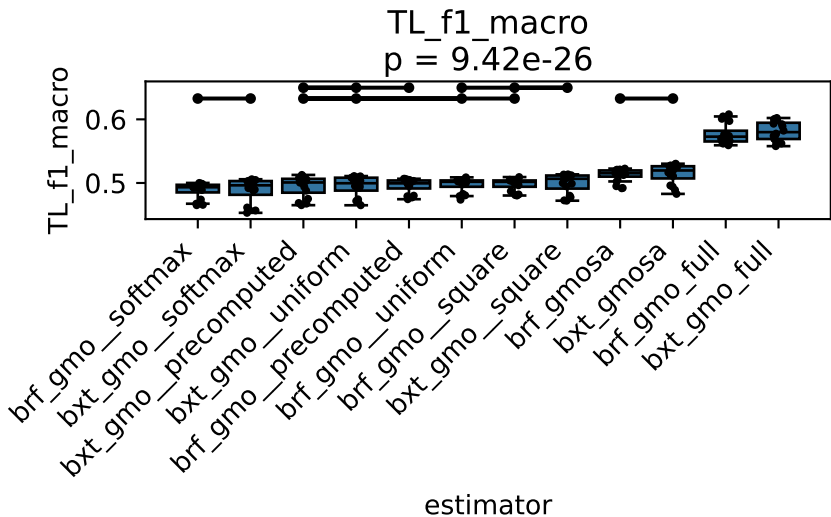 TL_f1_macro
p = 9.42e-26
TL_f1_macro
0.6
0.5
brf_gmo__softmax
bxt_gmo__softmax
bxt_gmo__precomputed
bxt_gmo__uniform
brf_gmo__precomputed
brf_gmo__uniform
brf_gmo__square
bxt_gmo__square
brf_gmosa
bxt_gmosa
brf_gmo_full
bxt_gmo_full
estimator